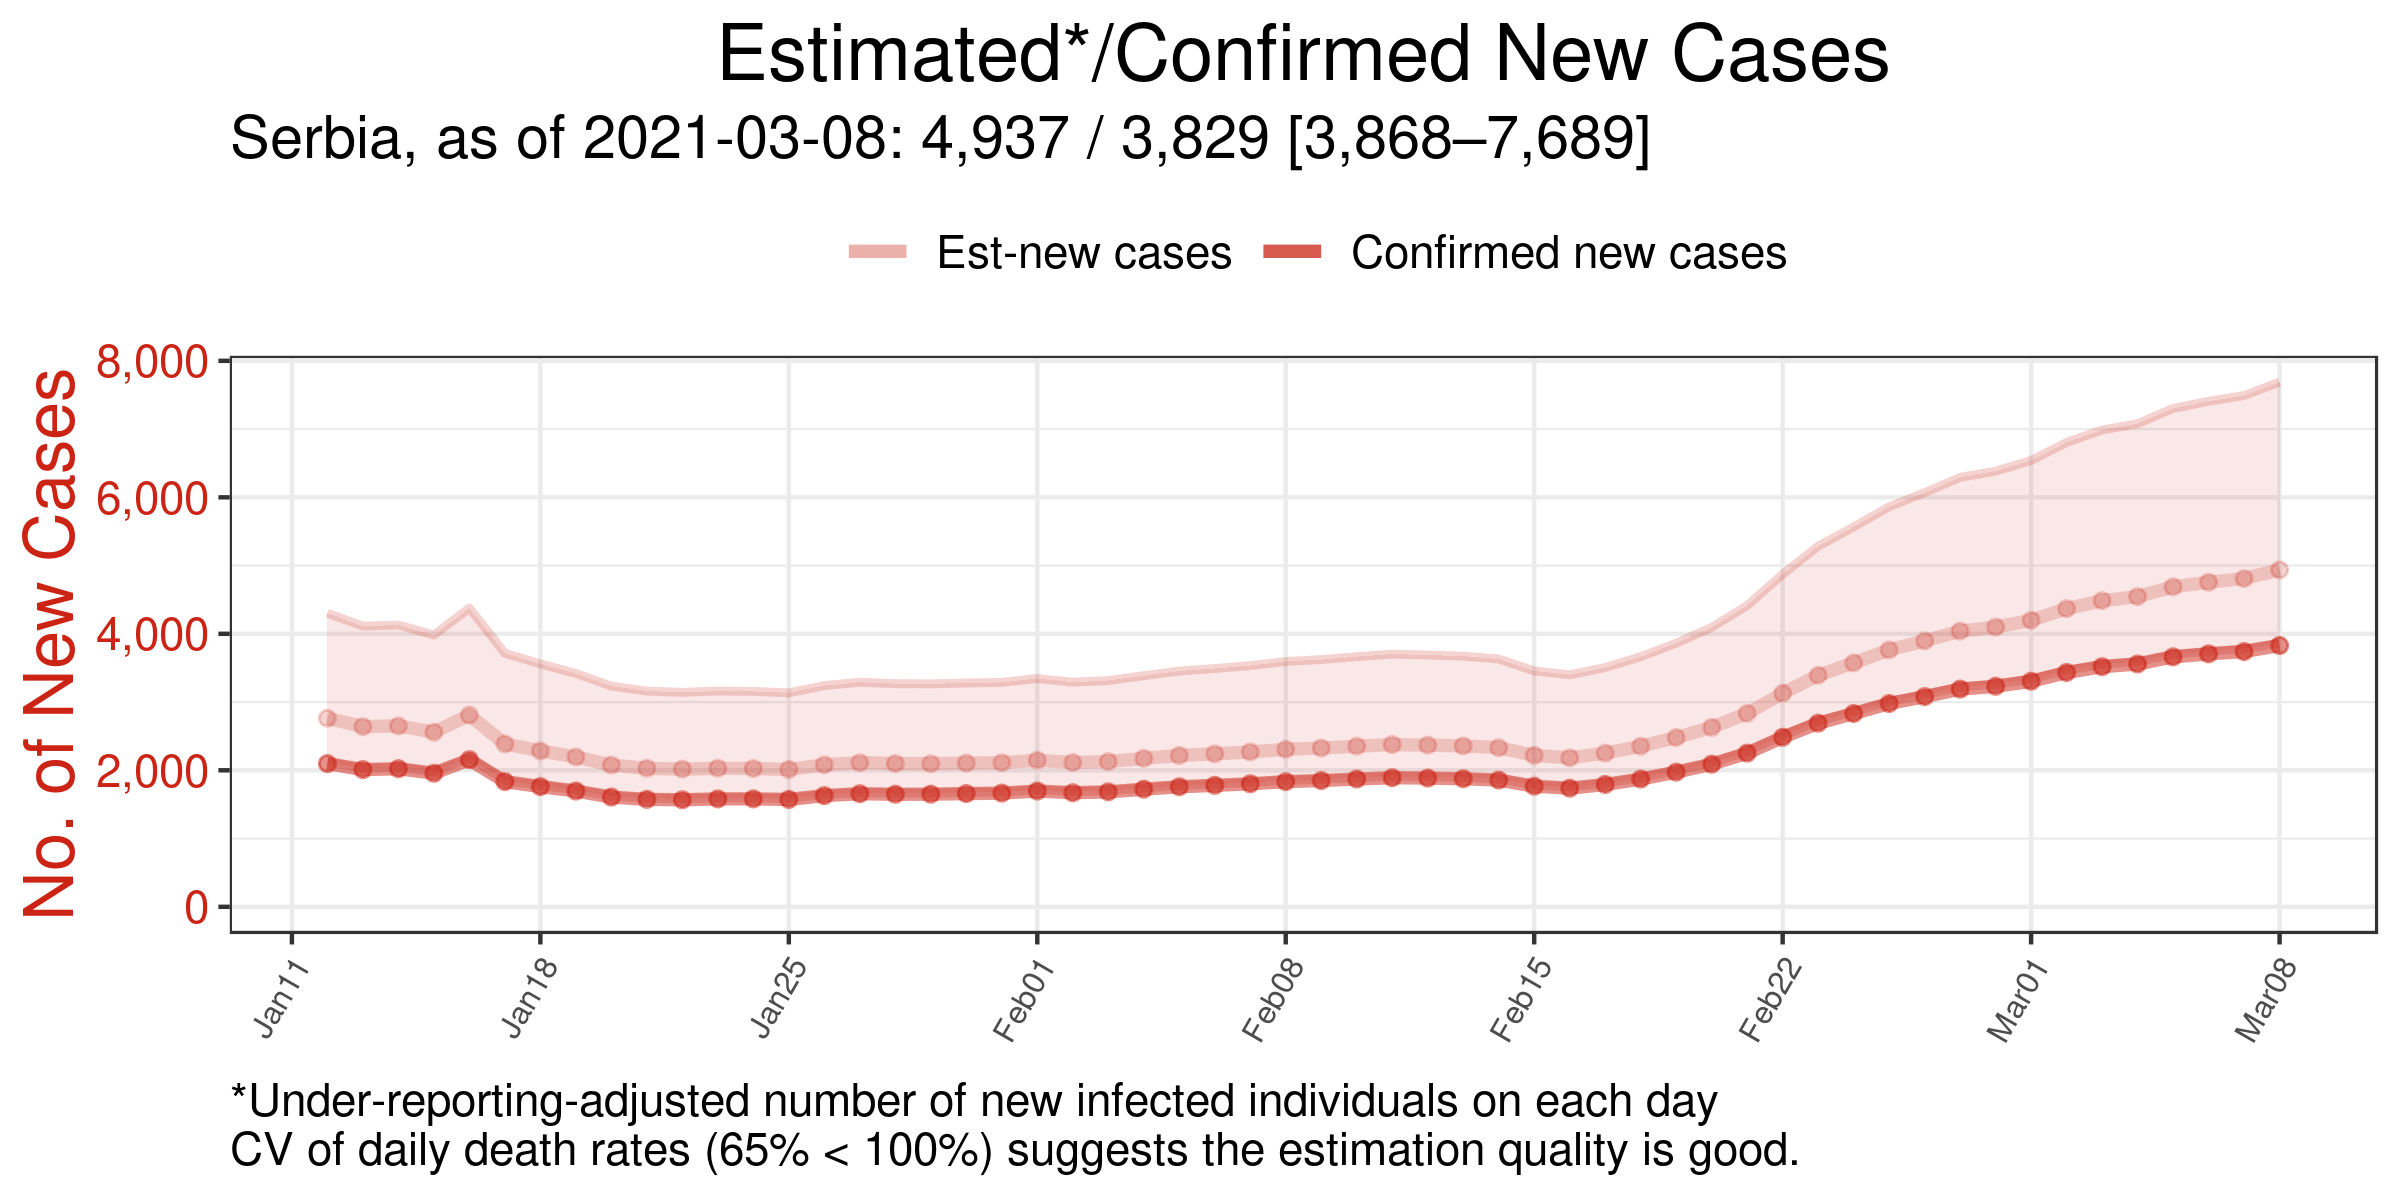 Estimated*/Confirmed New Cases
Serbia, as of 2021-03-08: 4,937 / 3,829 [3,868–7,689]
Est-new cases
Confirmed new cases
No. of New Cases
8,000
6,000
4,000
2,000
0
Jan11
Jan18
Jan25
Feb01
Feb08
Feb15
Feb22
Mar01
Mar08
*Under-reporting-adjusted number of new infected individuals on each day
CV of daily death rates (65% < 100%) suggests the estimation quality is good.